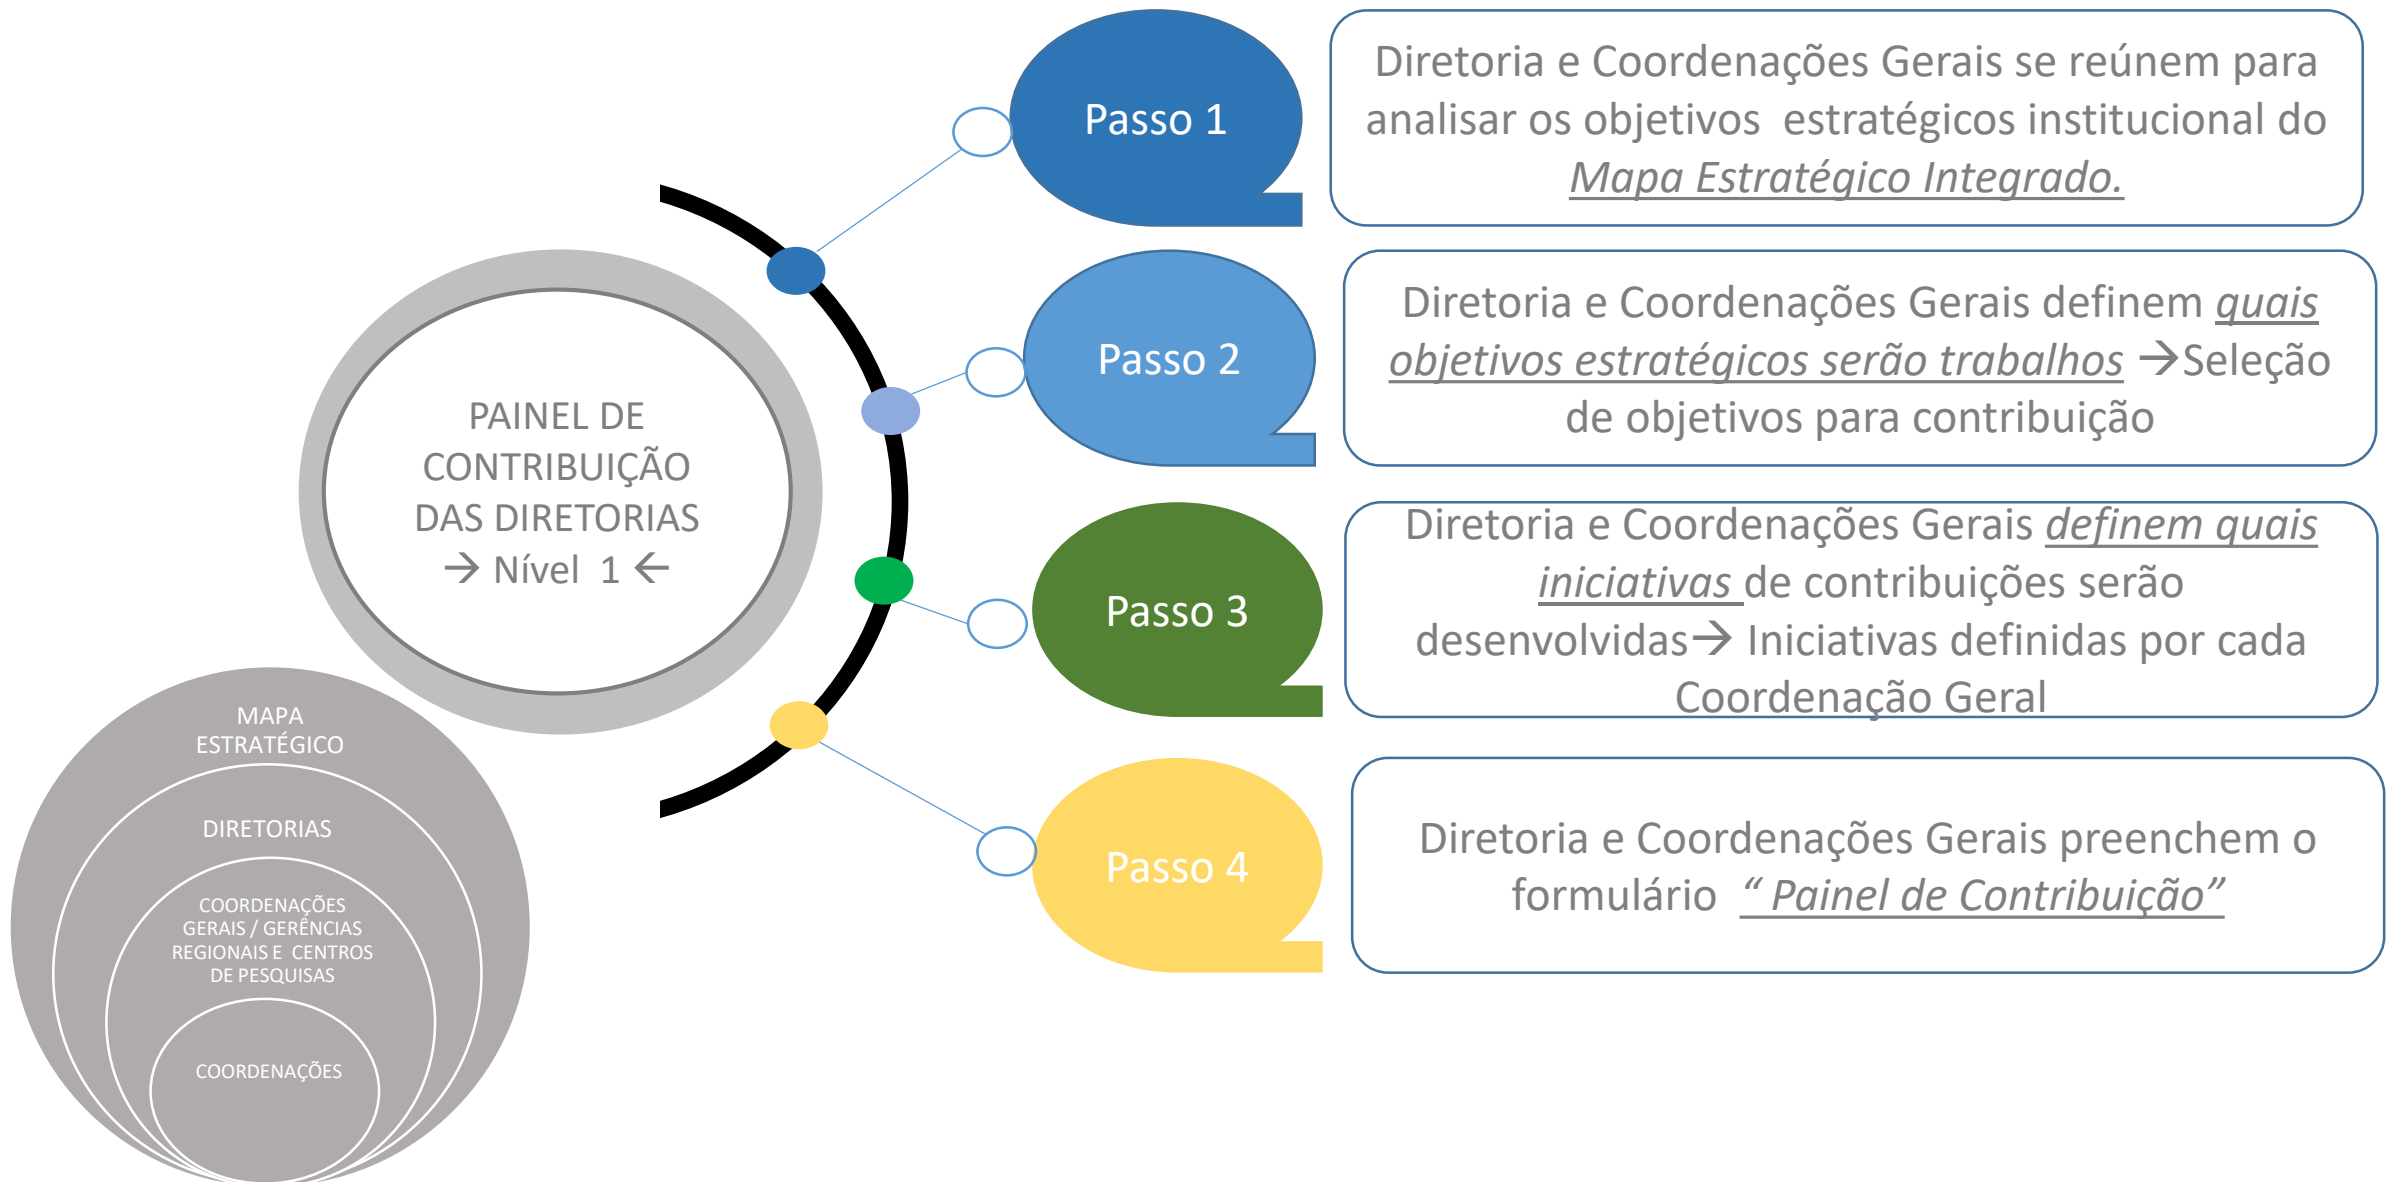 Passo 1
Diretoria e Coordenações Gerais se reúnem para
analisar os objetivos  estratégicos institucional do
Mapa Estratégico Integrado.
Passo 2
Diretoria e Coordenações Gerais definem quais
objetivos estratégicos serão trabalhos →Seleção
de objetivos para contribuição
PAINEL DE
CONTRIBUIÇÃO
DAS DIRETORIAS
→ Nível  1 ←
Passo 3
Diretoria e Coordenações Gerais definem quais
iniciativas de contribuições serão
desenvolvidas→ Iniciativas definidas por cada
Coordenação Geral
Passo 4
Diretoria e Coordenações Gerais preenchem o
formulário  “ Painel de Contribuição”
MAPA
ESTRATÉGICO
DIRETORIAS
COORDENAÇÕES
GERAIS / GERÊNCIAS
REGIONAIS E  CENTROS
DE PESQUISAS
COORDENAÇÕES